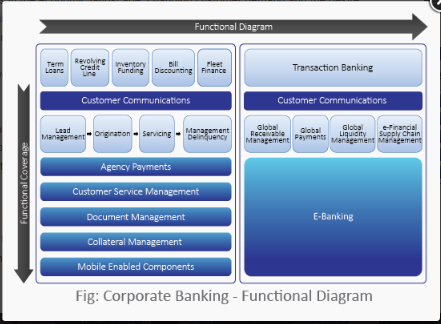 Functional Diagram
Functional Coverage
Term
Loans
Revolving
Credit
Line
Inventory
Funding
Bill
Discounting
Fleet
Finance
Customer Communications
Lead
Management
Origination
Servicing
Management
Delinquency
Agency Payments
Customer Service Management
Document Management
Collateral Management
Mobile Enabled Components
Transaction Banking
Customer Communications
Global
Receivable
Management
Global
Payments
Global
Liquidity
Management
e-Financial
Supply Chain
Management
E-Banking
Fig: Corporate Banking - Functional Diagram